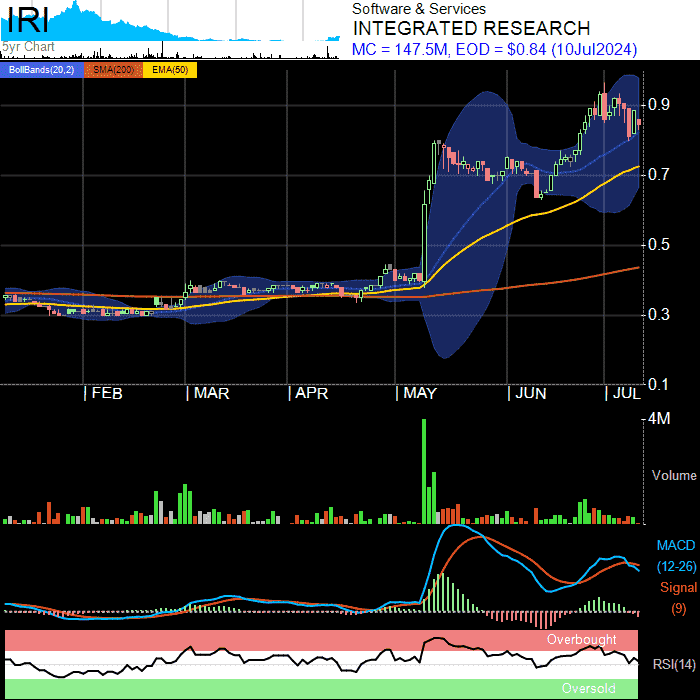 IRI
5yr Chart
Software & Services
INTEGRATED RESEARCH
MC = 147.5M, EOD = $0.84 (10Jul2024)
BollBands(20,2) SMA(200) EMA(50)
0.9
0.7
0.5
0.3
0.1
| FEB | MAR | APR | MAY | JUN | JUL
4M
Volume
MACD
(12-26)
Signal
(9)
Overbought
RSI(14)
Oversold